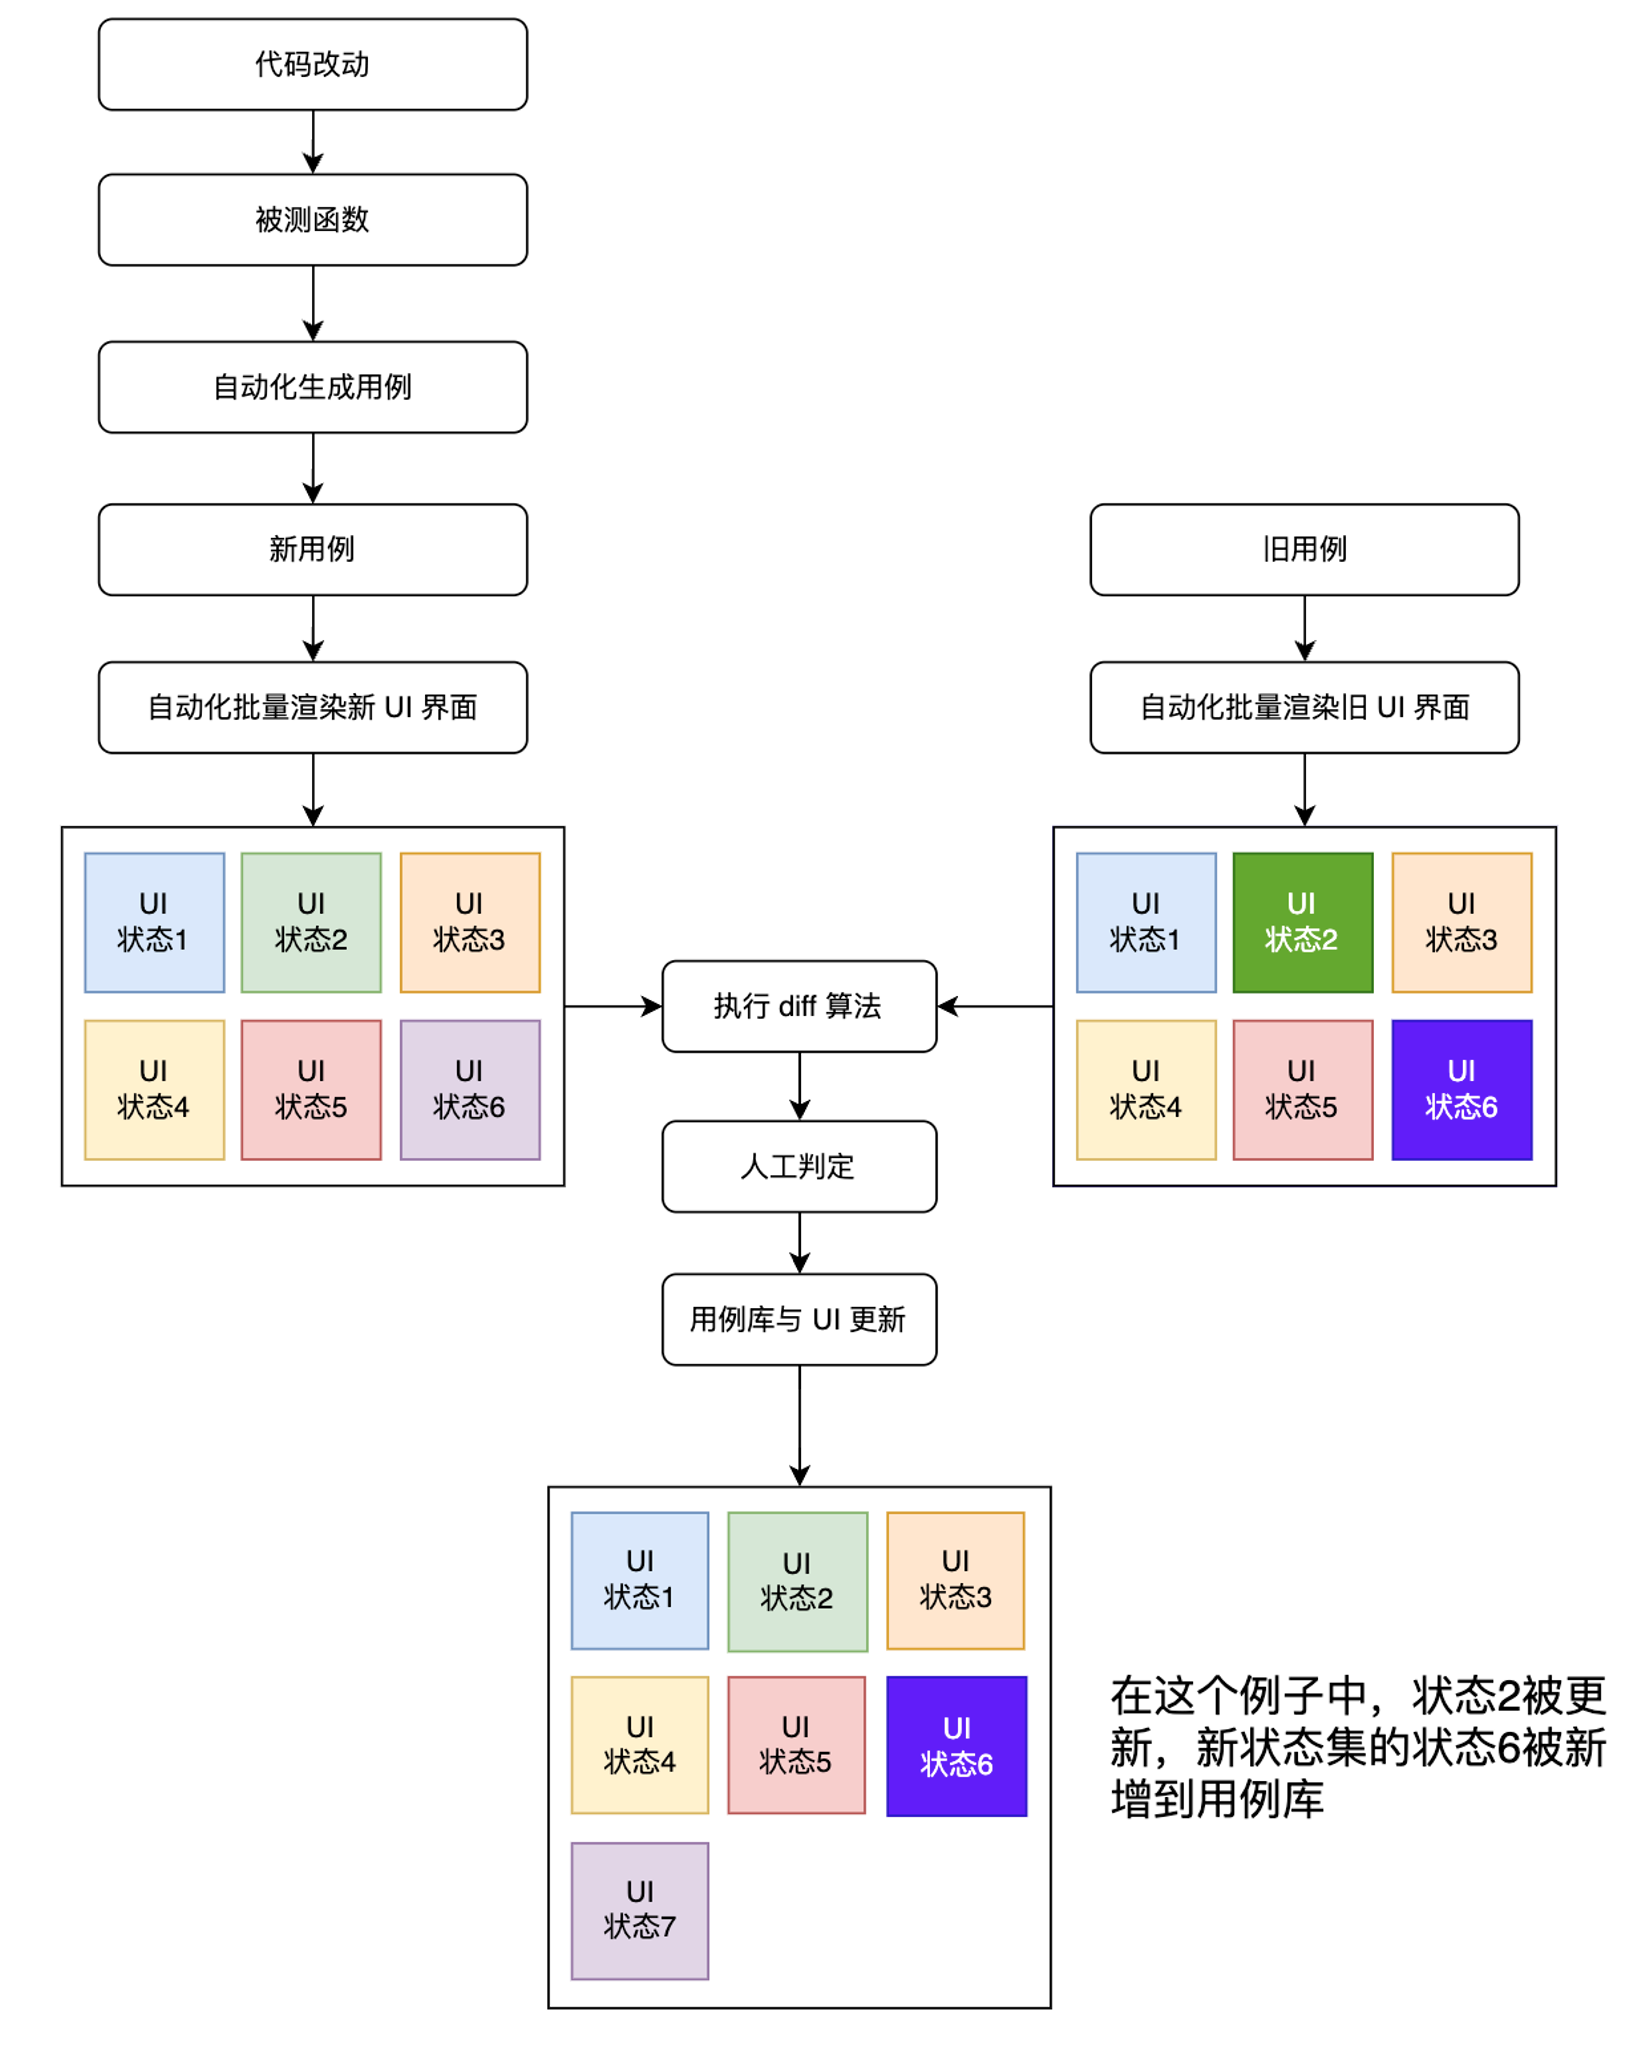 代码改动
被测函数
自动化生成用例
新用例
旧用例
自动化批量渲染新 UI 界面
自动化批量渲染旧 UI 界面
UI
状态1
UI
状态2
UI
状态3
UI
状态4
UI
状态5
UI
状态6
UI
状态1
UI
状态2
UI
状态3
UI
状态4
UI
状态5
UI
状态6
执行 diff 算法
人工判定
用例库与 UI 更新
UI
状态1
UI
状态2
UI
状态3
UI
状态4
UI
状态5
UI
状态6
UI
状态7
在这个例子中，状态2被更
新，新状态集的状态6被新
增到用例库